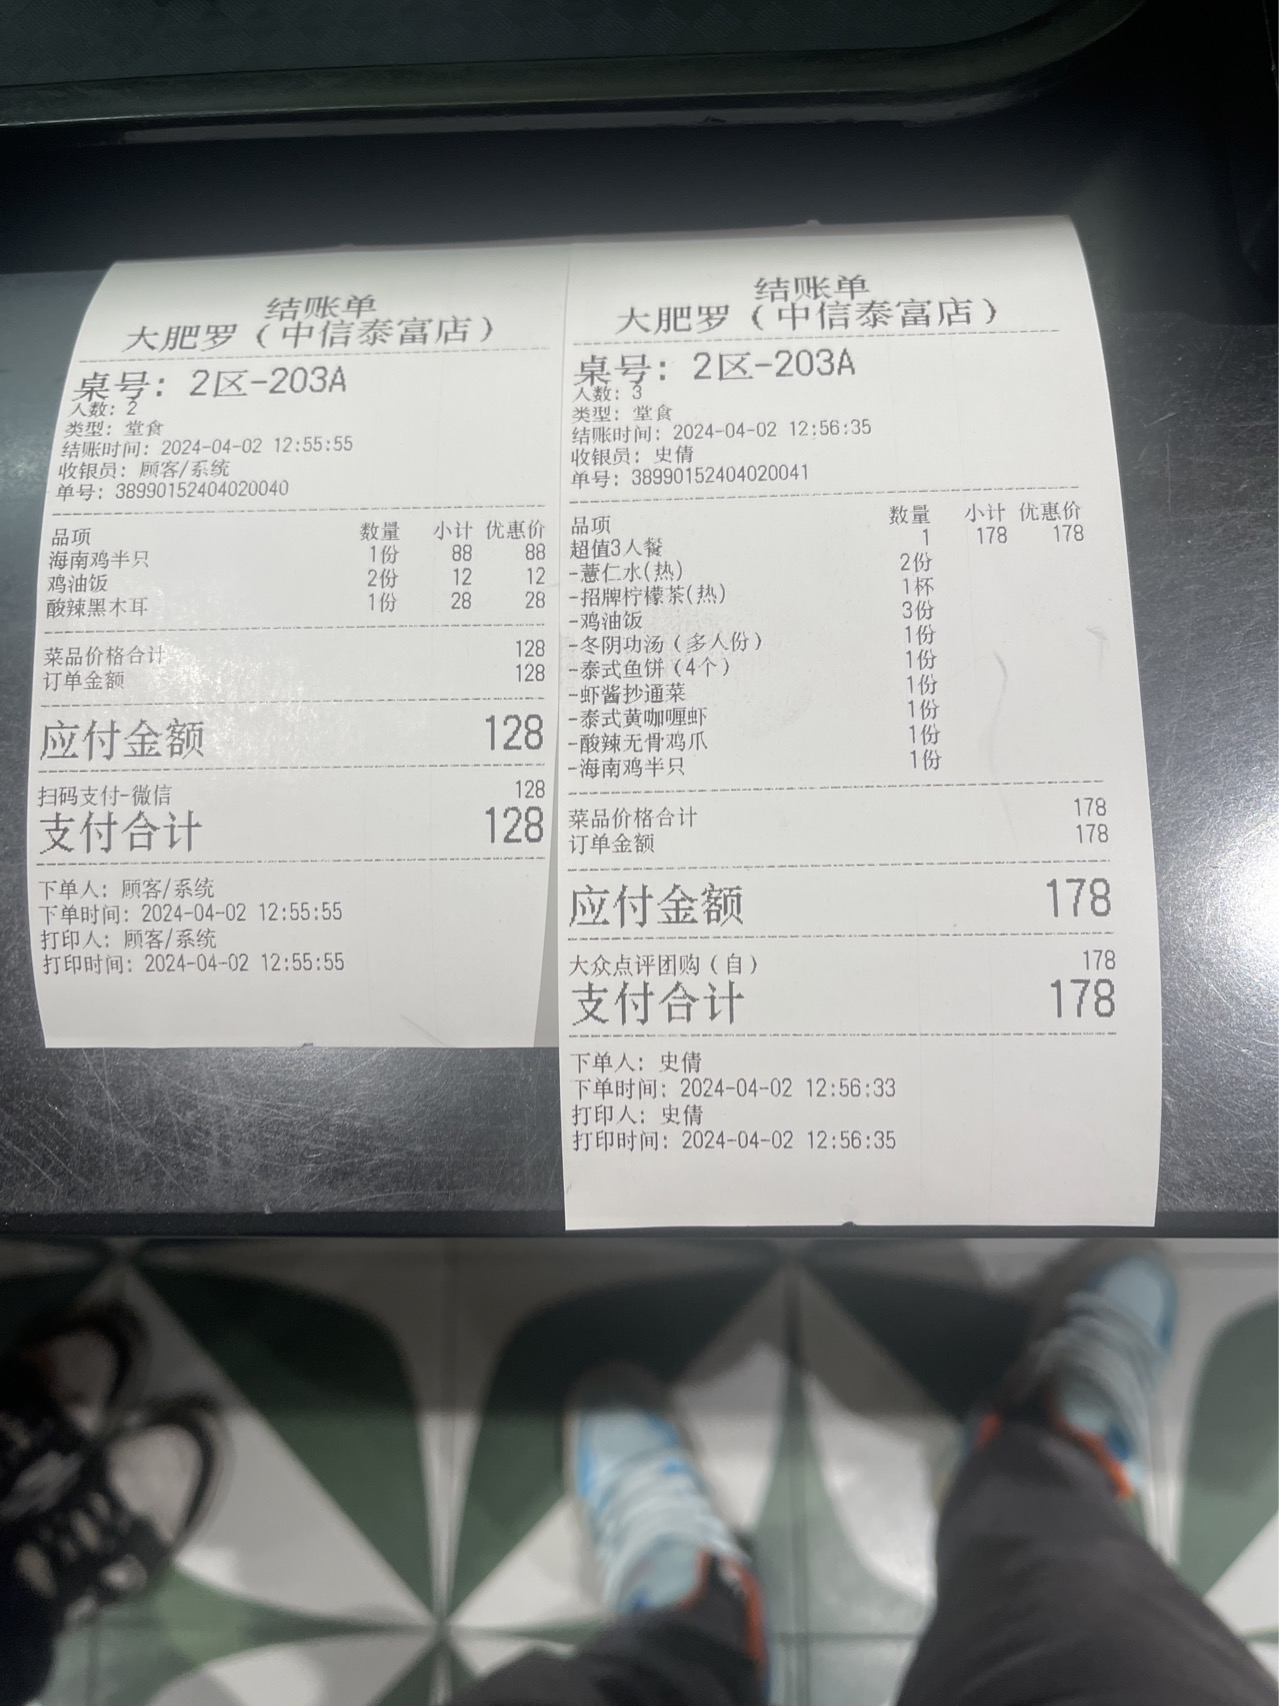 结账单
大肥罗（中信泰富店）
桌号：2区-203A
人数：2
类型：堂食
结账时间：2024-04-02 12:55:55
收银员：顾客/系统
单号：38990152404020040
品项 数量 小计 优惠价
海南鸡半只 1份 88 88
鸡油饭 2份 12 12
酸辣黑木耳 1份 28 28
菜品价格合计 128
订单金额 128
应付金额 128
扫码支付-微信 128
支付合计 128
下单人：顾客/系统
下单时间：2024-04-02 12:55:55
打印人：顾客/系统
打印时间：2024-04-02 12:55:55
结账单
大肥罗（中信泰富店）
桌号：2区-203A
人数：3
类型：堂食
结账时间：2024-04-02 12:56:35
收银员：史倩
单号：38990152404020041
品项 数量 小计 优惠价
超值3人餐 1 178 178
-薏仁水(热) 2份
-招牌柠檬茶(热) 1杯
-鸡油饭 3份
-冬阴功汤（多人份） 1份
-泰式鱼饼（4个） 1份
-虾酱抄通菜 1份
-泰式黄咖喱虾 1份
-酸辣无骨鸡爪 1份
-海南鸡半只 1份
菜品价格合计 178
订单金额 178
应付金额 178
大众点评团购（自） 178
支付合计 178
下单人：史倩
下单时间：2024-04-02 12:56:33
打印人：史倩
打印时间：2024-04-02 12:56:35